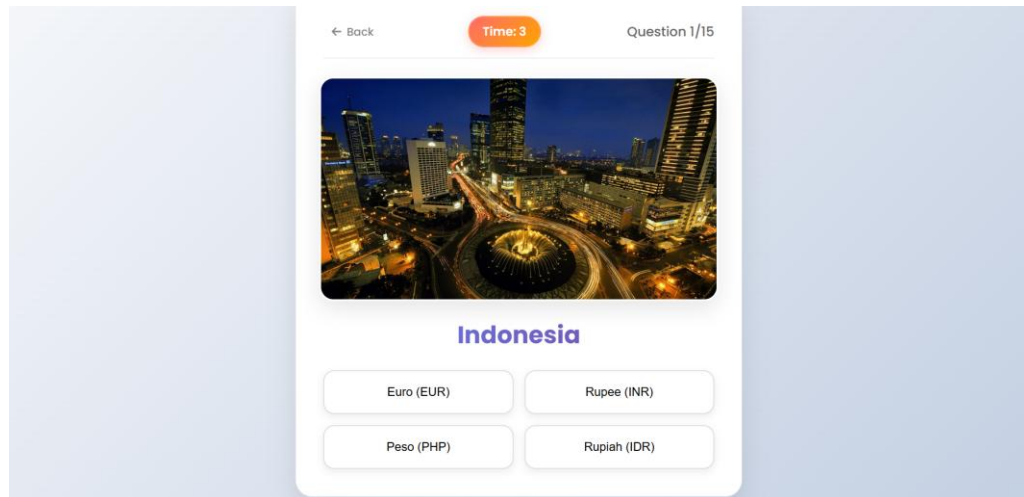 ← Back
Time: 3
Question 1/15
Indonesia
Euro (EUR)
Rupee (INR)
Peso (PHP)
Rupiah (IDR)